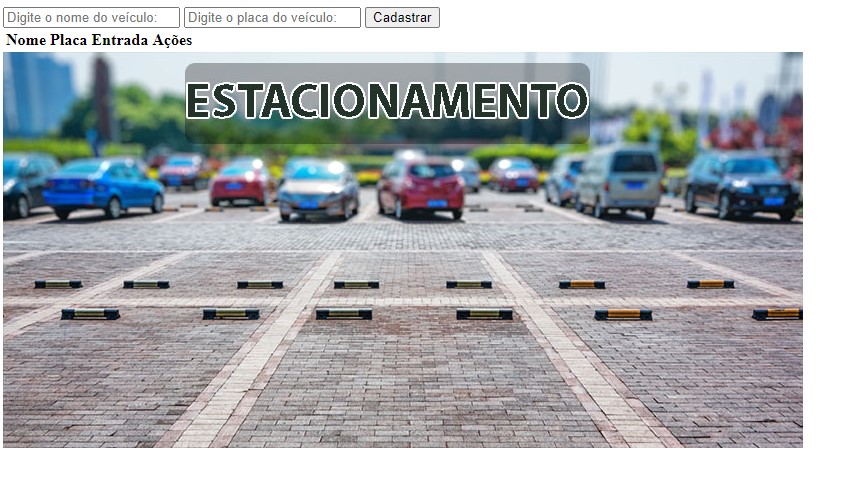 Digite o nome do veículo: Digite o placa do veículo: Cadastrar
Nome Placa Entrada Ações
ESTACIONAMENTO